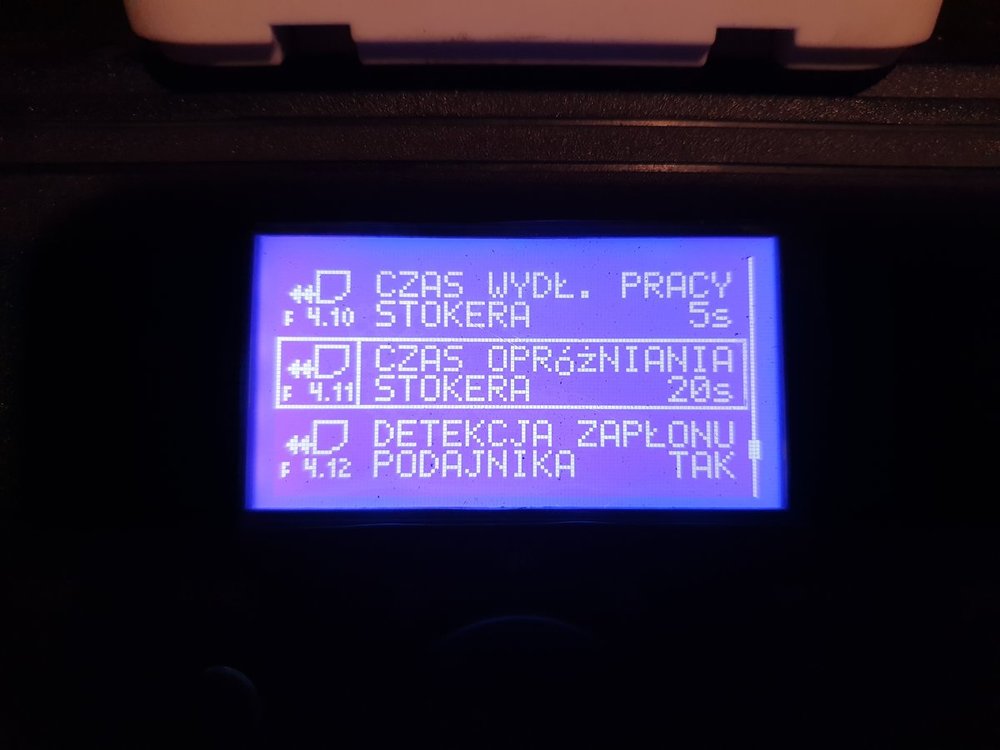 CZAS WYDŁ. PRACY
F 4.10 STOKERA 5s
CZAS OPRóżNIANIA
F 4.11 STOKERA 20s
DETEKCJA ZAPŁONU
F 4.12 PODAJNIKA TAK